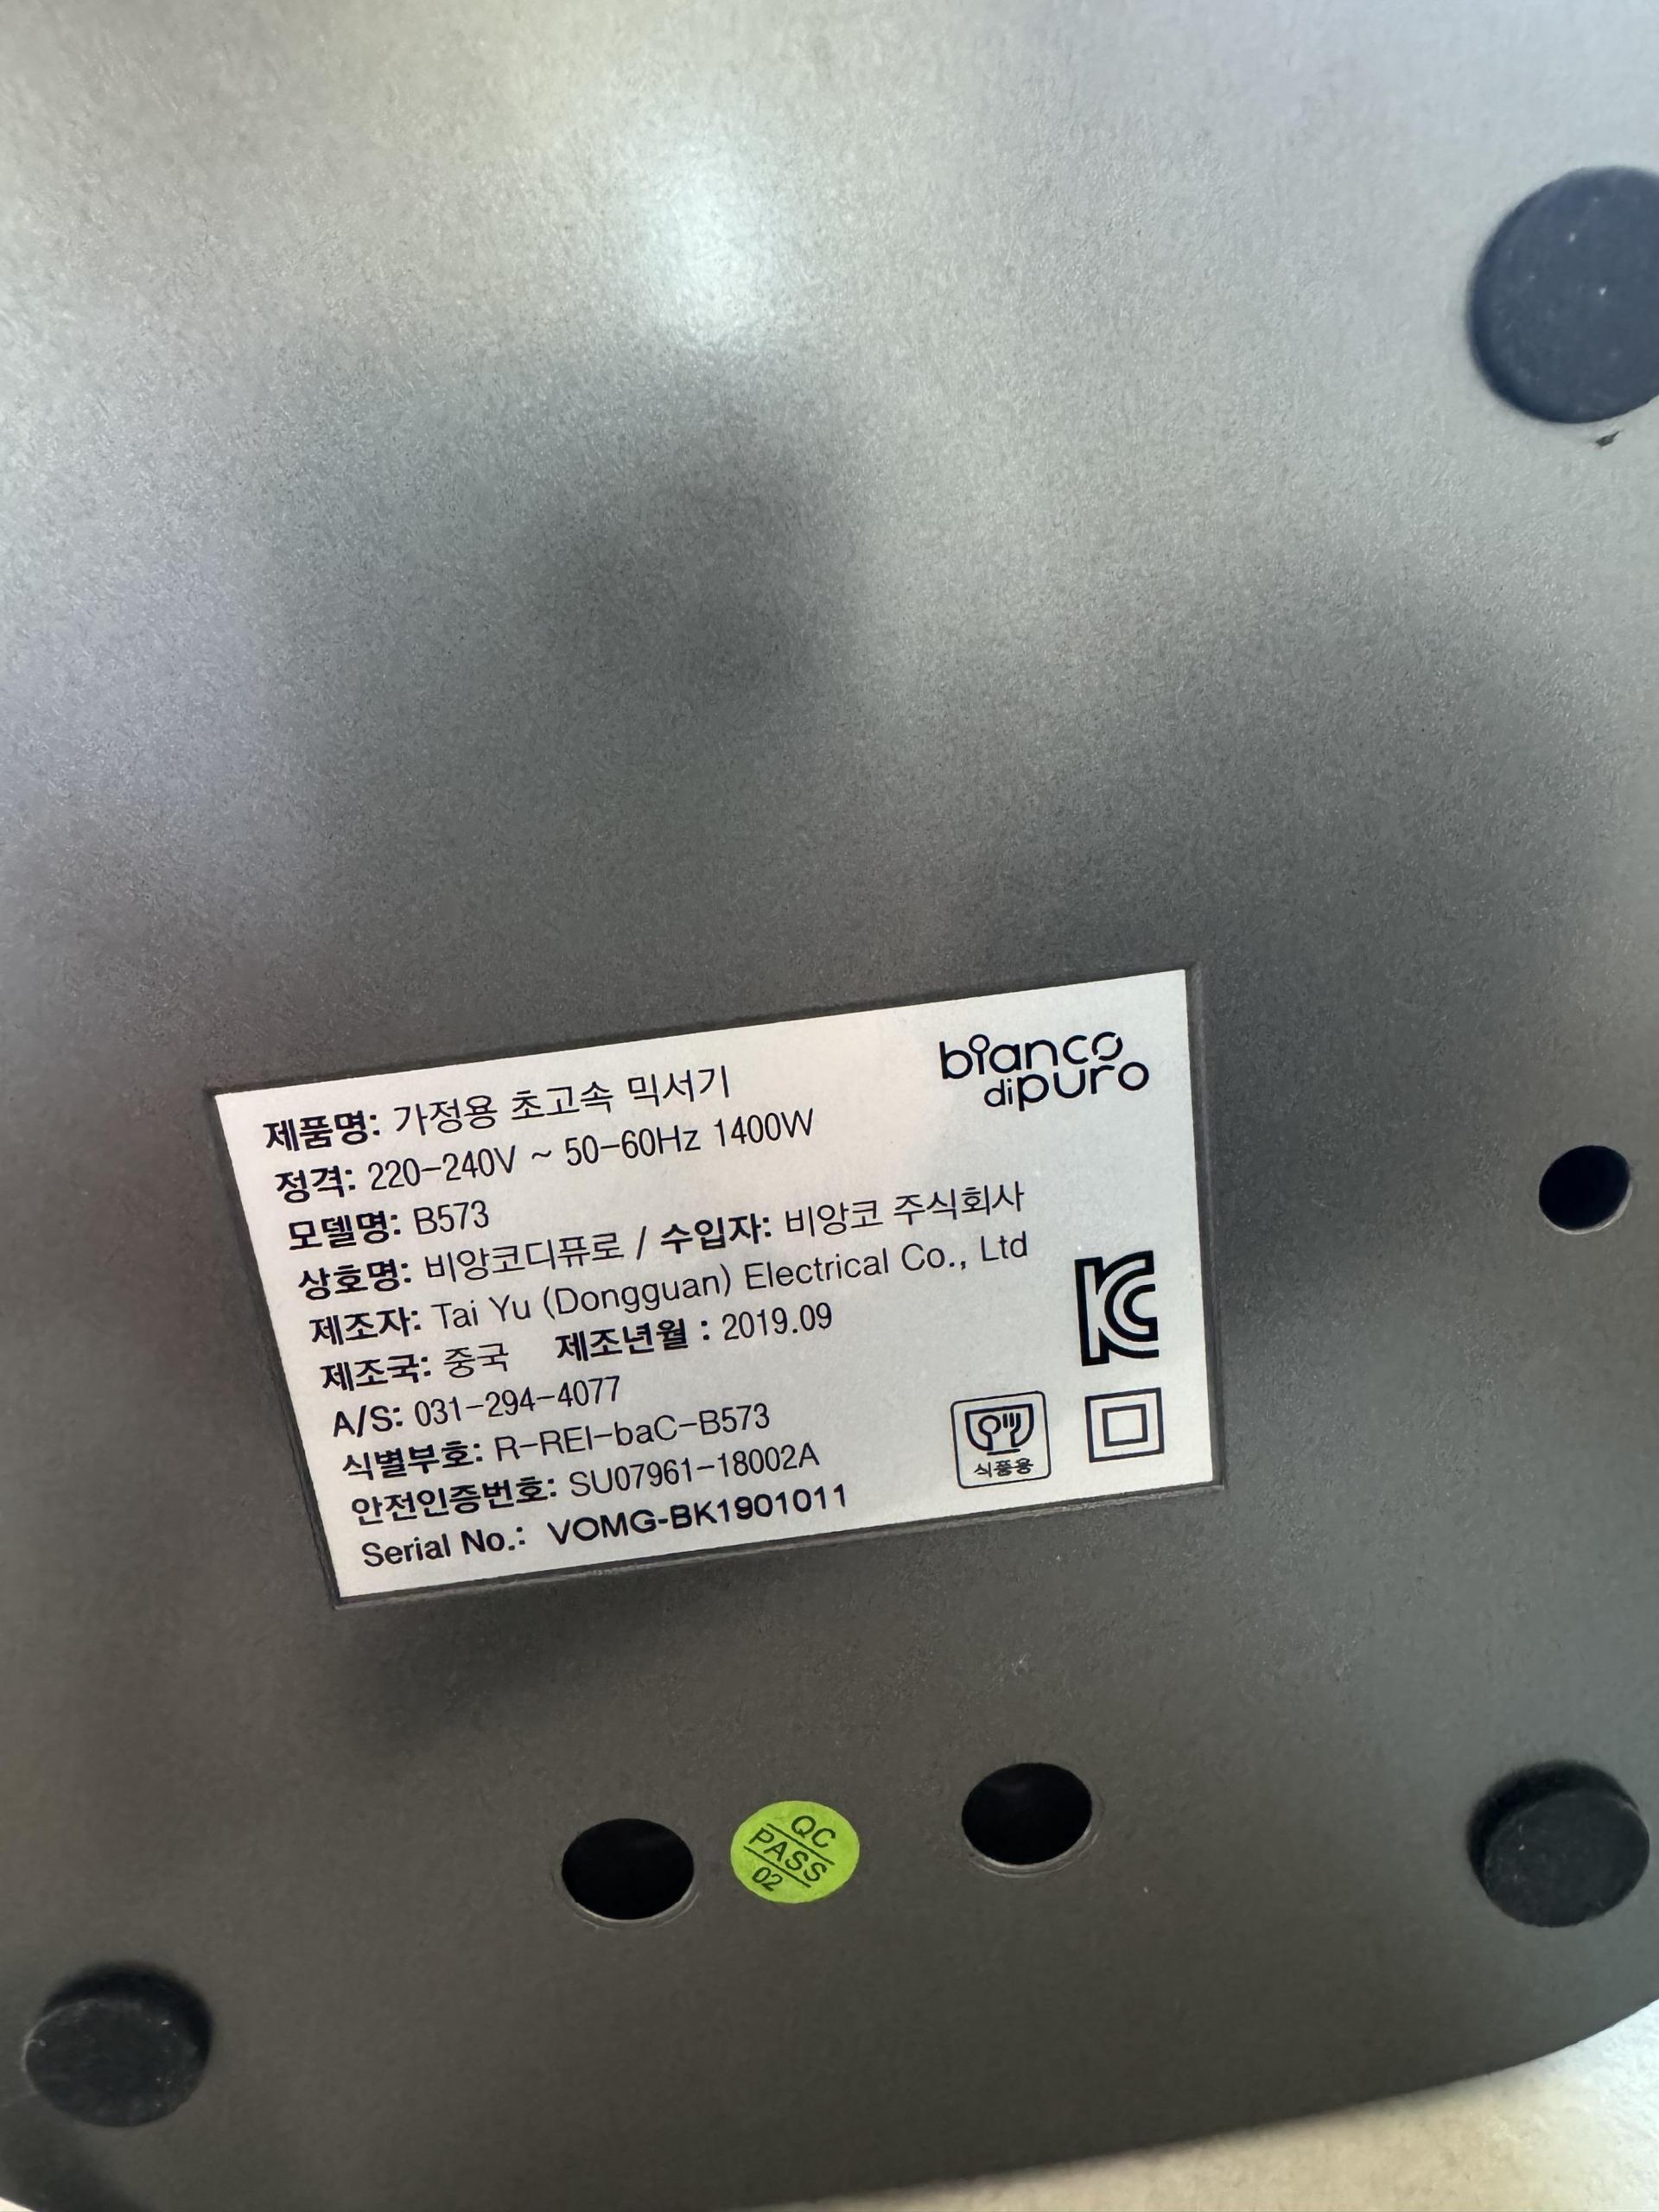 bianco
dipuro
제품명: 가정용 초고속 믹서기
정격: 220-240V ~ 50-60Hz 1400W
모델명: B573
상호명: 비앙코디퓨로 / 수입자: 비앙코 주식회사
제조자: Tai Yu (Dongguan) Electrical Co., Ltd
제조국: 중국 제조년월 : 2019.09
A/S: 031-294-4077
식별부호: R-REI-baC-B573
안전인증번호: SU07961-18002A
Serial No.: VOMG-BK1901011
식품용
QC
PASS
02